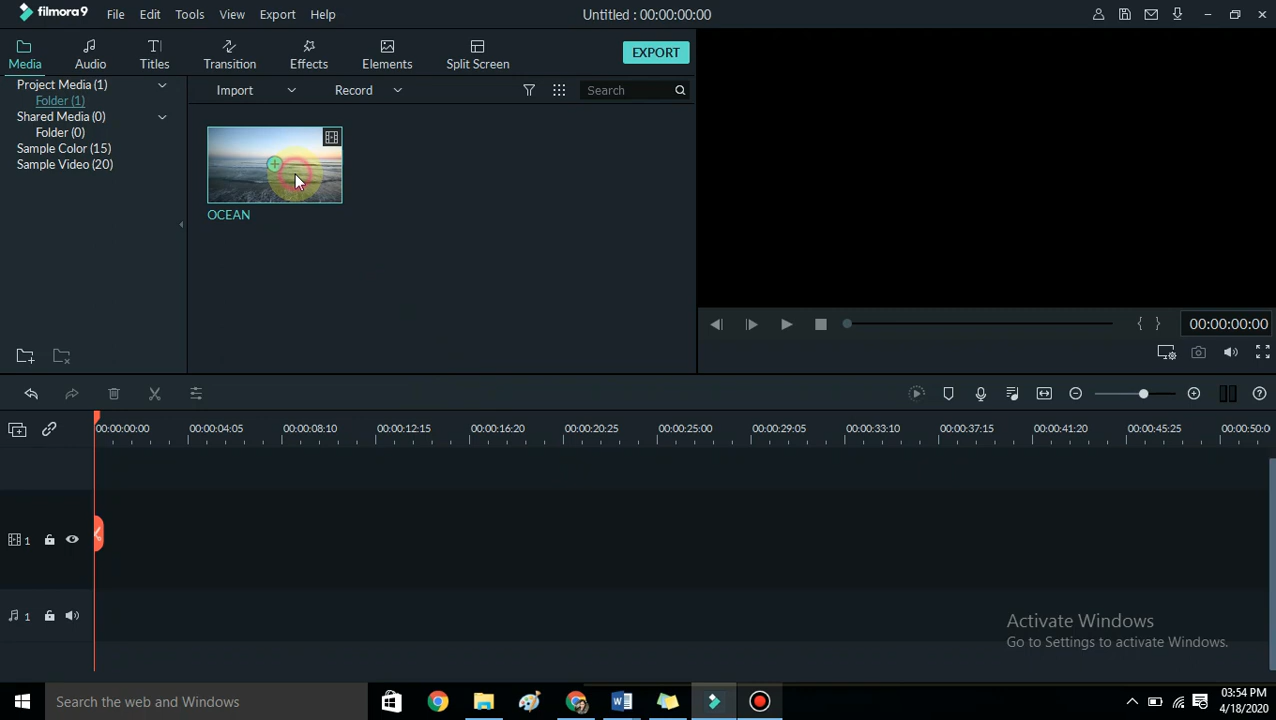 filmora9 File Edit Tools View Export Help Untitled : 00:00:00:00
Media Audio Titles Transition Effects Elements Split Screen EXPORT
Project Media (1)
Folder (1)
Shared Media (0)
Folder (0)
Sample Color (15)
Sample Video (20)
Import Record Search
OCEAN
00:00:00:00
00:00:00:00 00:00:04:05 00:00:08:10 00:00:12:15 00:00:16:20 00:00:20:25 00:00:25:00 00:00:29:05 00:00:33:10 00:00:37:15 00:00:41:20 00:00:45:25 00:00:50:0
1
1
Activate Windows
Go to Settings to activate Windows.
Search the web and Windows
03:54 PM
4/18/2020